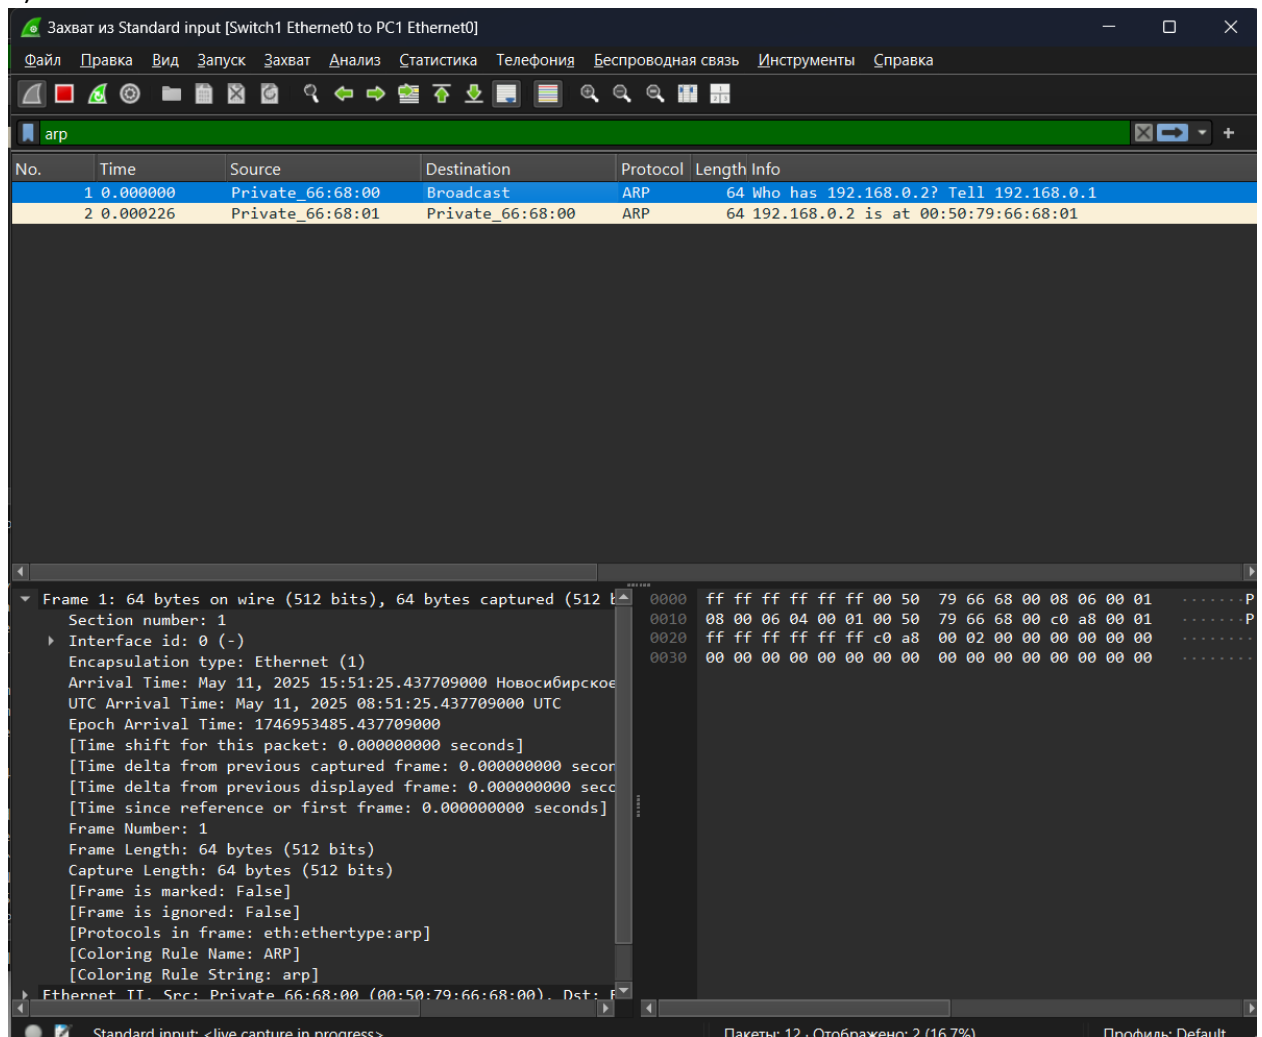 Захват из Standard input [Switch1 Ethernet0 to PC1 Ethernet0]
Файл Правка Вид Запуск Захват Анализ Статистика Телефония Беспроводная связь Инструменты Справка
arp
No. Time Source Destination Protocol Length Info
1 0.000000 Private_66:68:00 Broadcast ARP 64 Who has 192.168.0.2? Tell 192.168.0.1
2 0.000226 Private_66:68:01 Private_66:68:00 ARP 64 192.168.0.2 is at 00:50:79:66:68:01
Frame 1: 64 bytes on wire (512 bits), 64 bytes captured (512
Section number: 1
Interface id: 0 (-)
Encapsulation type: Ethernet (1)
Arrival Time: May 11, 2025 15:51:25.437709000 Новосибирское
UTC Arrival Time: May 11, 2025 08:51:25.437709000 UTC
Epoch Arrival Time: 1746953485.437709000
[Time shift for this packet: 0.000000000 seconds]
[Time delta from previous captured frame: 0.000000000 secon
[Time delta from previous displayed frame: 0.000000000 sec
[Time since reference or first frame: 0.000000000 seconds]
Frame Number: 1
Frame Length: 64 bytes (512 bits)
Capture Length: 64 bytes (512 bits)
[Frame is marked: False]
[Frame is ignored: False]
[Protocols in frame: eth:ethertype:arp]
[Coloring Rule Name: ARP]
[Coloring Rule String: arp]
Ethernet II, Src: Private_66:68:00 (00:50:79:66:68:00), Dst:
0000 ff ff ff ff ff ff 00 50 79 66 68 00 08 06 00 01 ·······P
0010 08 00 06 04 00 01 00 50 79 66 68 00 c0 a8 00 01 ·······P
0020 ff ff ff ff ff ff c0 a8 00 02 00 00 00 00 00 00 ········
0030 00 00 00 00 00 00 00 00 00 00 00 00 00 00 00 00 ········
Standard input: <live capture in progress>
Пакеты: 12 · Отображено: 2 (16.7%)
Профиль: Default